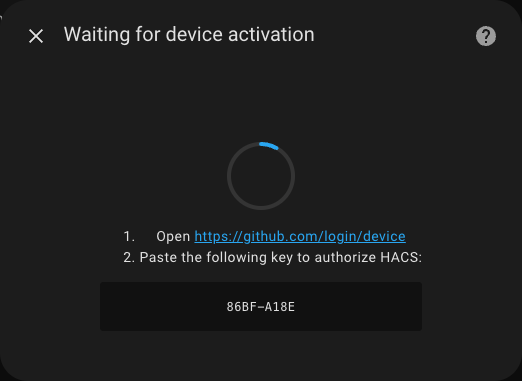 Waiting for device activation
1. Open https://github.com/login/device
2. Paste the following key to authorize HACS:
86BF-A18E